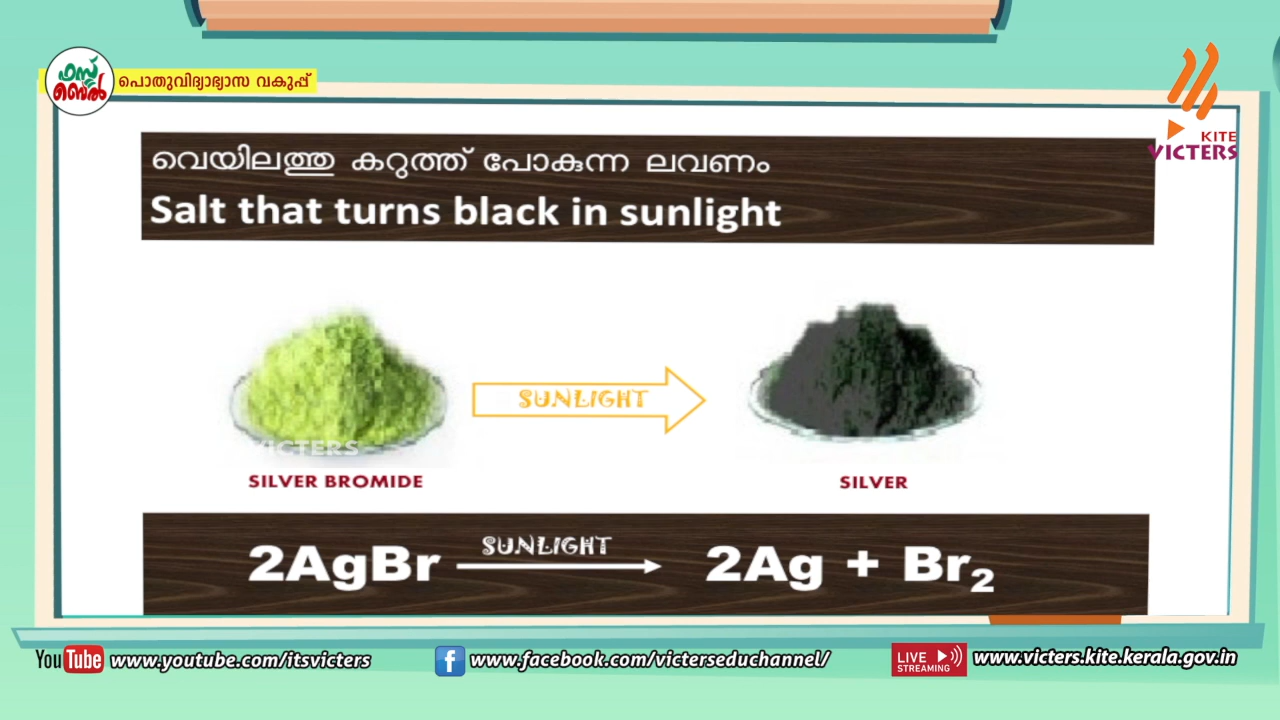 ഫസ്റ്റ്
ബെൽ
പൊതുവിദ്യാഭ്യാസ വകുപ്പ്
KITE
VICTERS
വെയിലത്തു കറുത്ത് പോകുന്ന ലവണം
Salt that turns black in sunlight
SUNLIGHT
VICTERS
SILVER BROMIDE
SILVER
SUNLIGHT
2AgBr 2Ag + Br₂
YouTube www.youtube.com/itsvicters
f www.facebook.com/victerseduchannel/
LIVE
STREAMING
www.victers.kite.kerala.gov.in